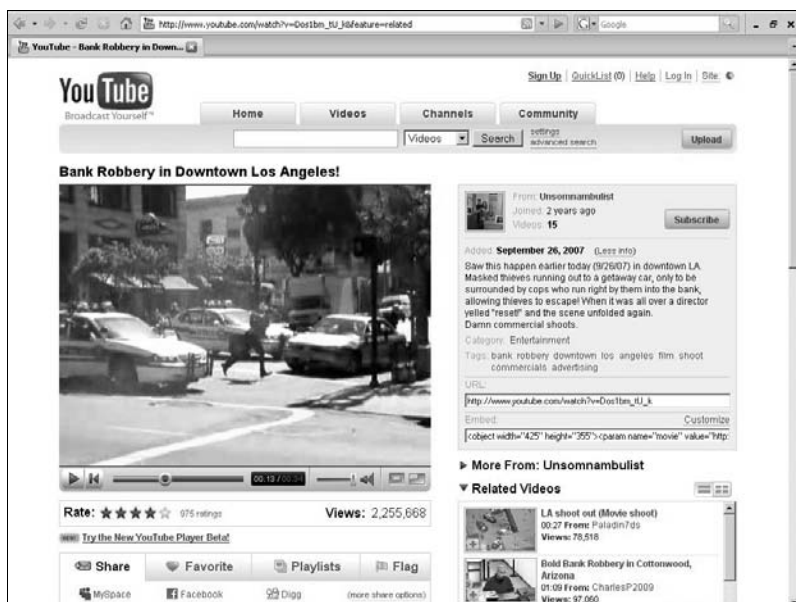 http://www.youtube.com/watch?v=Dos1bm_tU_k&feature=related
Google
YouTube - Bank Robbery in Down...
YouTube
Broadcast Yourself™
Sign Up | QuickList (0) | Help | Log In | Site:
Home Videos Channels Community
Videos Search settings
advanced search
Upload
Bank Robbery in Downtown Los Angeles!
From: Unsomnambulist
Joined: 2 years ago
Videos: 15
Subscribe
Added: September 26, 2007 (Less info)
Saw this happen earlier today (9/26/07) in downtown LA.
Masked thieves running out to a getaway car, only to be
surrounded by cops who run right by them into the bank,
allowing thieves to escape! When it was all over a director
yelled "reset!" and the scene unfolded again.
Damn commercial shoots.
Category: Entertainment
Tags: bank robbery downtown los angeles film shoot
commercials advertising
URL:
http://www.youtube.com/watch?v=Dos1bm_tU_k
Embed: Customize
<object width="425" height="355"><param name="movie" value="http:
00:13 / 00:34
More From: Unsomnambulist
Related Videos
LA shoot out (Movie shoot)
00:27 From: Paladin7ds
Views: 78,518
Bold Bank Robbery in Cottonwood,
Arizona
01:09 From: CharlesP2009
Views: 97,060
Rate: 975 ratings Views: 2,255,668
NEW! Try the New YouTube Player Beta!
Share Favorite Playlists Flag
MySpace Facebook Digg (more share options)